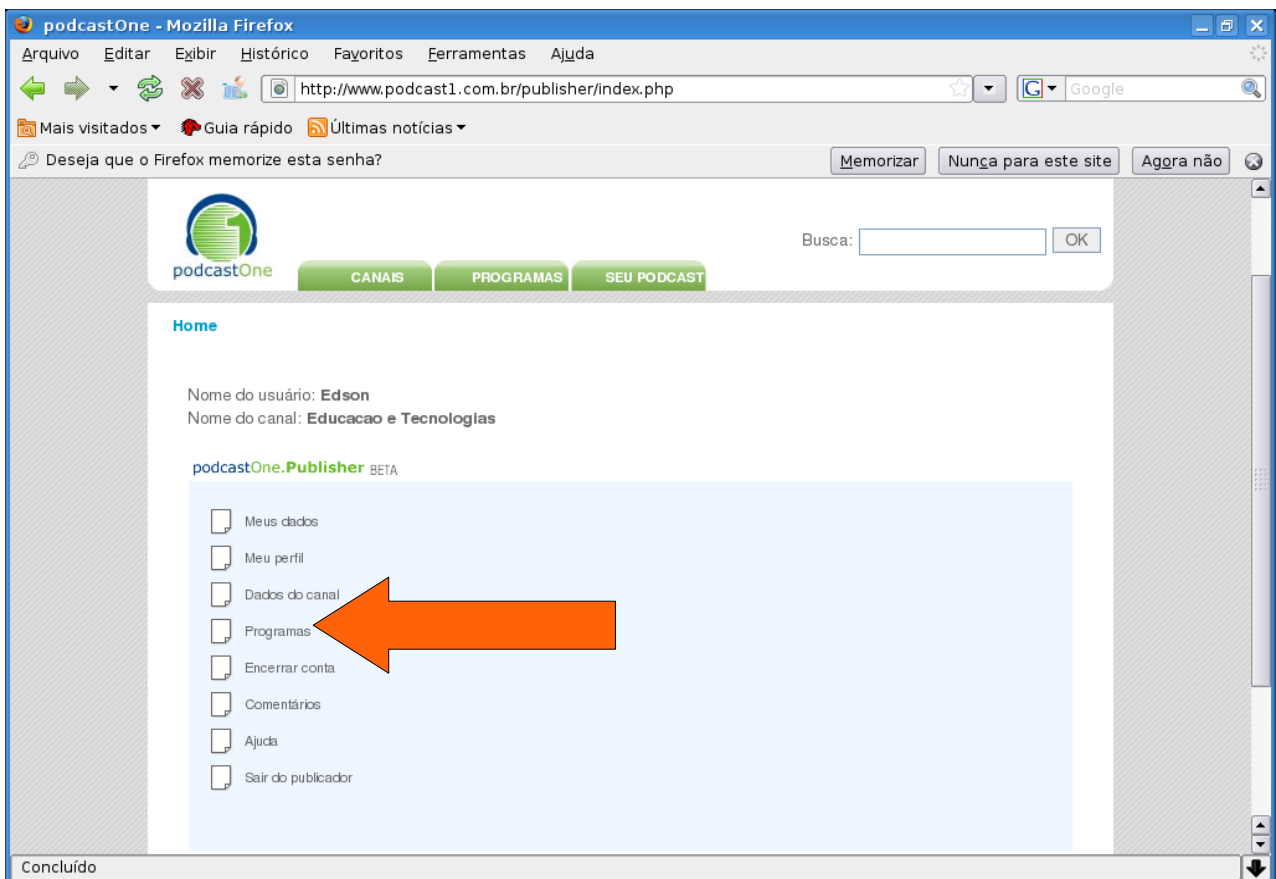 podcastOne - Mozilla Firefox
Arquivo Editar Exibir Histórico Favoritos Ferramentas Ajuda
http://www.podcast1.com.br/publisher/index.php G Google
Mais visitados Guia rápido Últimas notícias
Deseja que o Firefox memorize esta senha? Memorizar Nunca para este site Agora não
1
podcastOne
Busca: OK
CANAIS PROGRAMAS SEU PODCAST
Home
Nome do usuário: Edson
Nome do canal: Educacao e Tecnologias
podcastOne.Publisher BETA
Meus dados
Meu perfil
Dados do canal
Programas
Encerrar conta
Comentários
Ajuda
Sair do publicador
Concluído